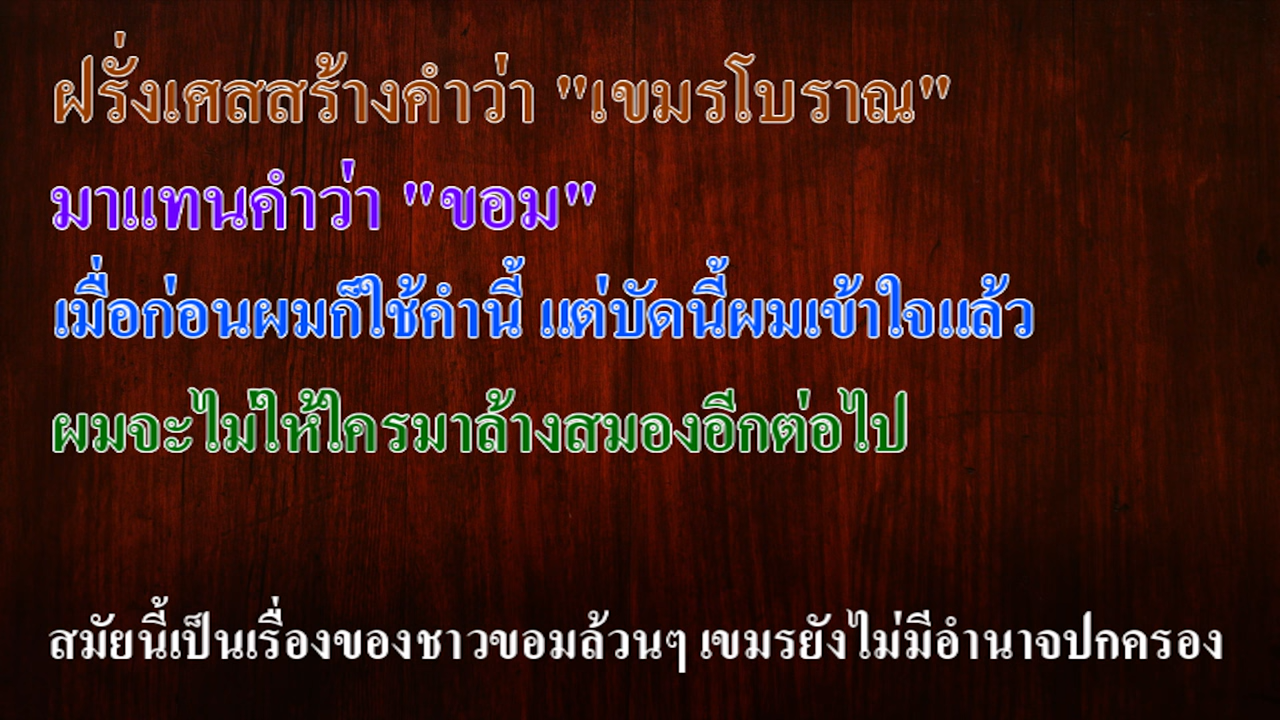 ฝรั่งเศสสร้างคำว่า "เขมรโบราณ"
มาแทนคำว่า "ขอม"
เมื่อก่อนผมก็ใช้คำนี้ แต่บัดนี้ผมเข้าใจแล้ว
ผมจะไม่ให้ใครมาล้างสมองอีกต่อไป
สมัยนี้เป็นเรื่องของชาวขอมล้วนๆ เขมรยังไม่มีอำนาจปกครอง